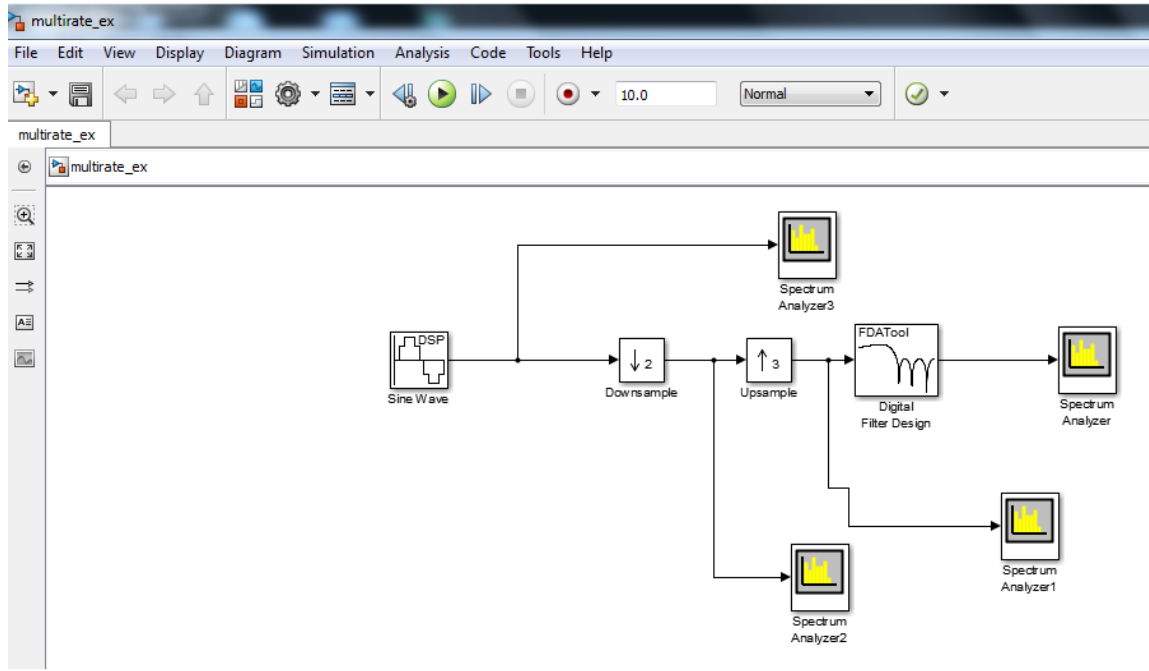 multirate_ex
File Edit View Display Diagram Simulation Analysis Code Tools Help
10.0 Normal
multirate_ex
multirate_ex
Spectrum
Analyzer3
DSP
Sine Wave
2
Downsample
3
Upsample
FDATool
Digital
Filter Design
Spectrum
Analyzer
Spectrum
Analyzer1
Spectrum
Analyzer2